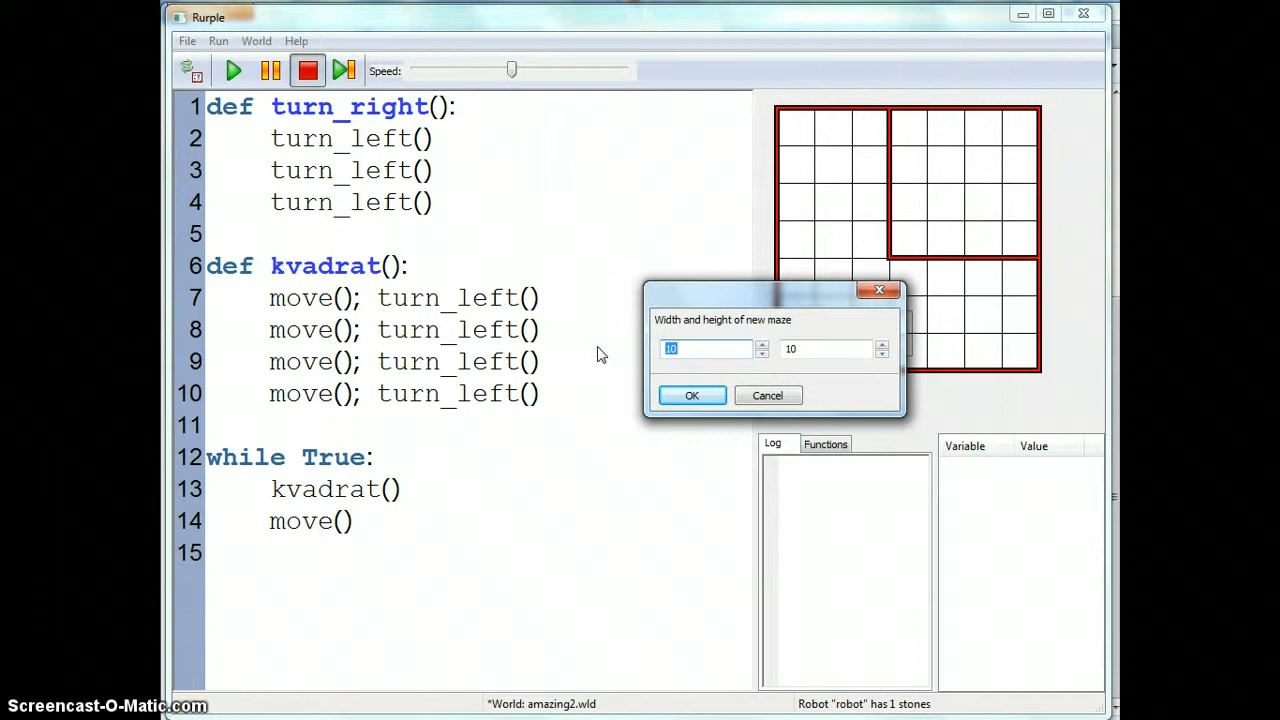 Rurple
File Run World Help
Speed:
1 def turn_right():
2 turn_left()
3 turn_left()
4 turn_left()
5
6 def kvadrat():
7 move(); turn_left()
8 move(); turn_left()
9 move(); turn_left()
10 move(); turn_left()
11
12 while True:
13 kvadrat()
14 move()
15
Width and height of new maze
10 10
OK Cancel
Log Functions
Variable Value
*World: amazing2.wld
Robot "robot" has 1 stones
Screencast-O-Matic.com